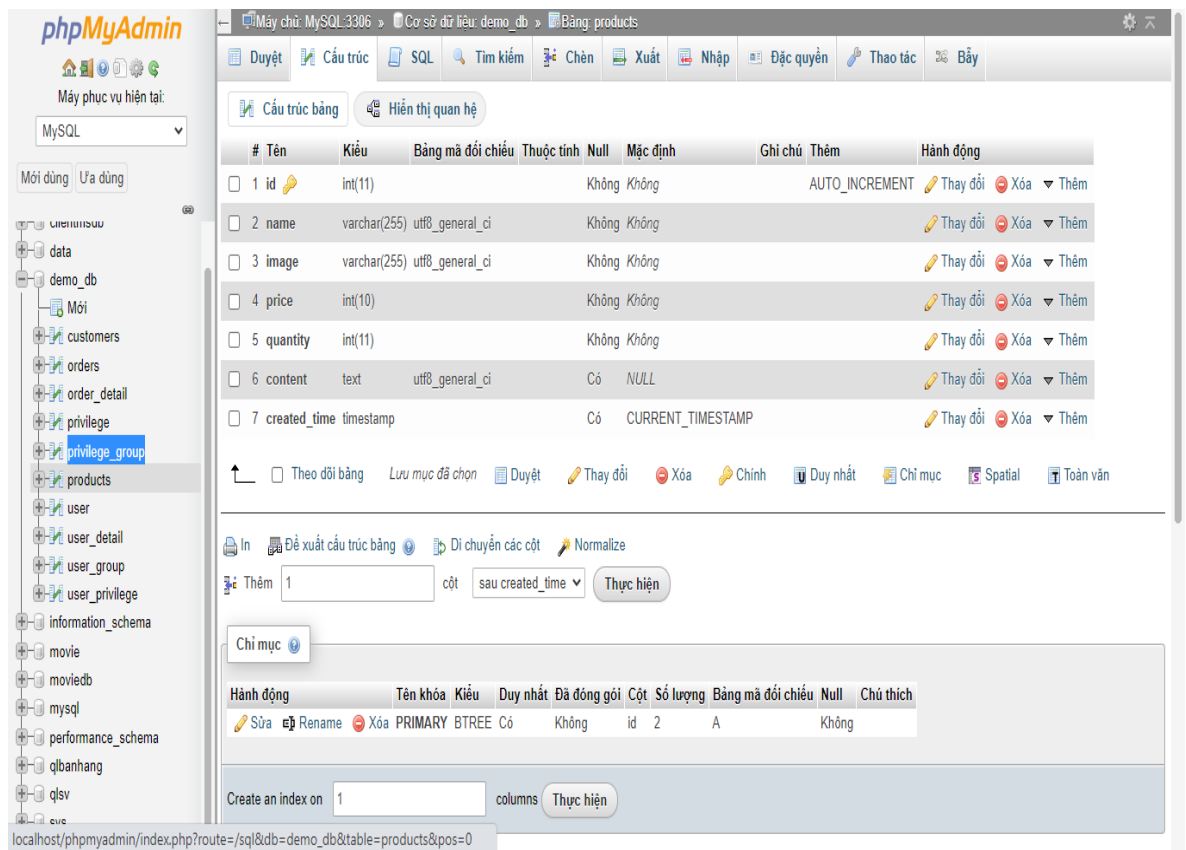 phpMyAdmin
Máy phục vụ hiện tại:
MySQL
Mới dùng Ưa dùng
clientmsdb
data
demo_db
Mới
customers
orders
order_detail
privilege
privilege_group
products
user
user_detail
user_group
user_privilege
information_schema
movie
moviedb
mysql
performance_schema
qlbanhang
qlsv
sys
localhost/phpmyadmin/index.php?route=/sql&db=demo_db&table=products&pos=0
Máy chủ: MySQL:3306 » Cơ sở dữ liệu: demo_db » Bảng: products
Duyệt Cấu trúc SQL Tìm kiếm Chèn Xuất Nhập Đặc quyền Thao tác Bẫy
Cấu trúc bảng Hiển thị quan hệ
# Tên Kiểu Bảng mã đối chiếu Thuộc tính Null Mặc định Ghi chú Thêm Hành động
1 id int(11) Không Không AUTO_INCREMENT Thay đổi Xóa Thêm
2 name varchar(255) utf8_general_ci Không Không Thay đổi Xóa Thêm
3 image varchar(255) utf8_general_ci Không Không Thay đổi Xóa Thêm
4 price int(10) Không Không Thay đổi Xóa Thêm
5 quantity int(11) Không Không Thay đổi Xóa Thêm
6 content text utf8_general_ci Có NULL Thay đổi Xóa Thêm
7 created_time timestamp Có CURRENT_TIMESTAMP Thay đổi Xóa Thêm
Theo dõi bảng Lưu mục đã chọn Duyệt Thay đổi Xóa Chính Duy nhất Chỉ mục Spatial Toàn văn
In Đề xuất cấu trúc bảng Di chuyển các cột Normalize
Thêm 1 cột sau created_time Thực hiện
Chỉ mục
Hành động Tên khóa Kiểu Duy nhất Đã đóng gói Cột Số lượng Bảng mã đối chiếu Null Chú thích
Sửa Rename Xóa PRIMARY BTREE Có Không id 2 A Không
Create an index on 1 columns Thực hiện